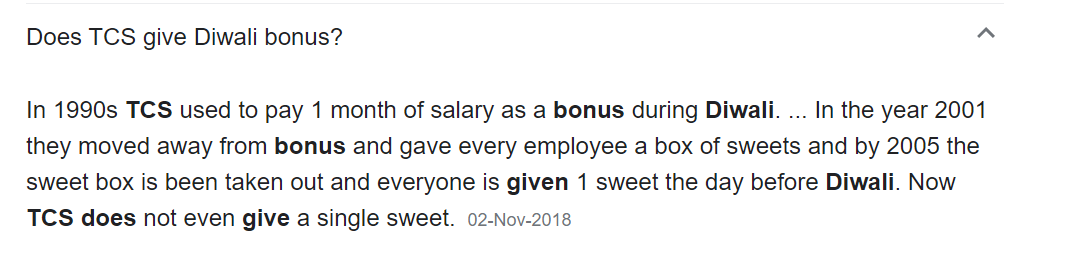 Does TCS give Diwali bonus?
In 1990s TCS used to pay 1 month of salary as a bonus during Diwali. ... In the year 2001
they moved away from bonus and gave every employee a box of sweets and by 2005 the
sweet box is been taken out and everyone is given 1 sweet the day before Diwali. Now
TCS does not even give a single sweet. 02-Nov-2018